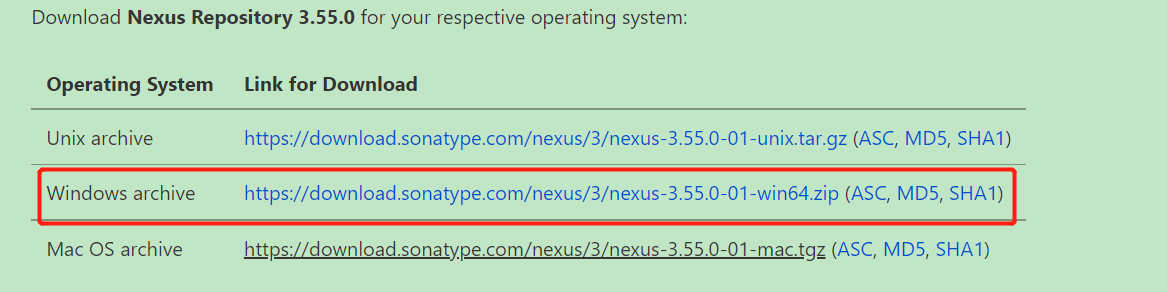 Download Nexus Repository 3.55.0 for your respective operating system:
Operating System Link for Download
Unix archive https://download.sonatype.com/nexus/3/nexus-3.55.0-01-unix.tar.gz (ASC, MD5, SHA1)
Windows archive https://download.sonatype.com/nexus/3/nexus-3.55.0-01-win64.zip (ASC, MD5, SHA1)
Mac OS archive https://download.sonatype.com/nexus/3/nexus-3.55.0-01-mac.tgz (ASC, MD5, SHA1)